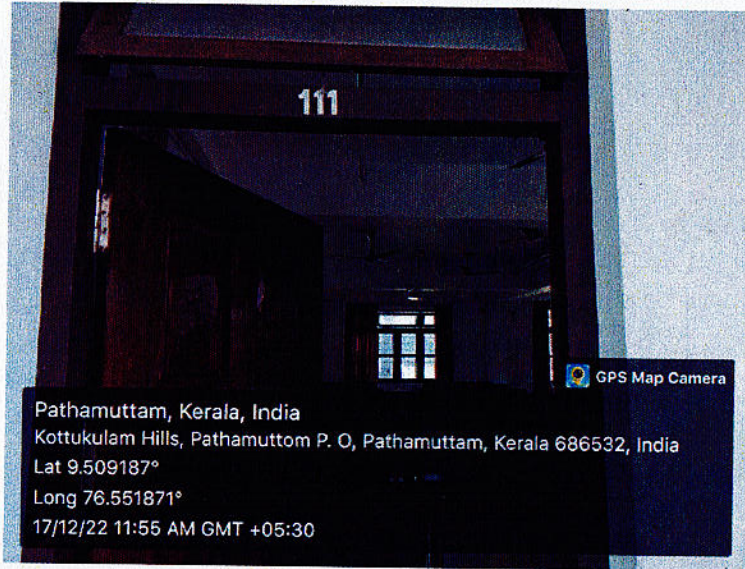 111
GPS Map Camera
Pathamuttam, Kerala, India
Kottukulam Hills, Pathamuttom P. O, Pathamuttam, Kerala 686532, India
Lat 9.509187°
Long 76.551871°
17/12/22 11:55 AM GMT +05:30